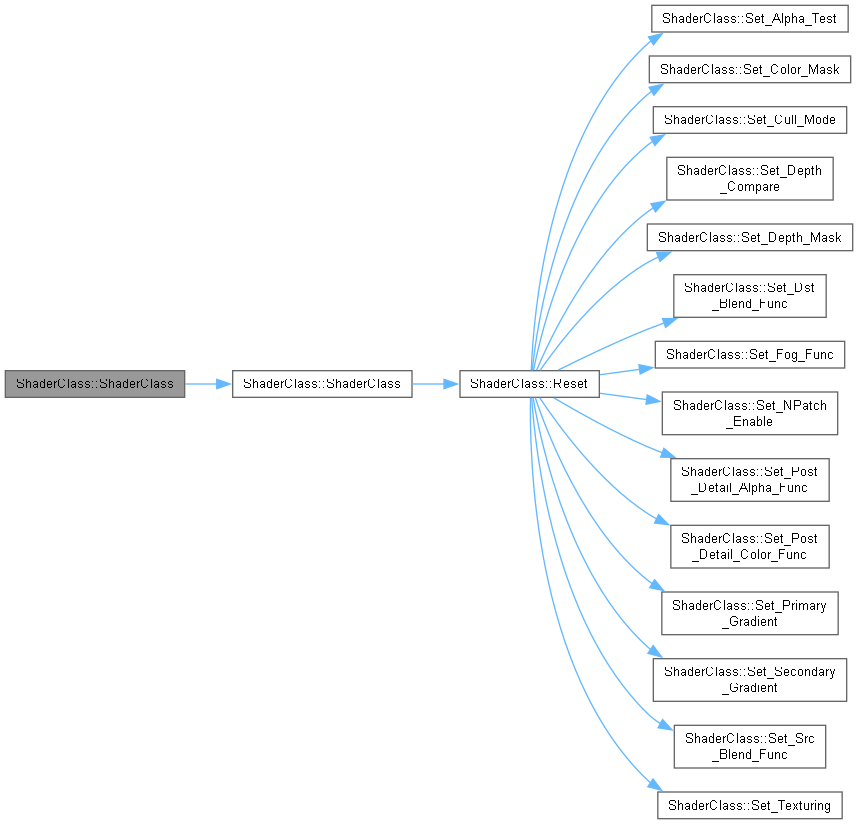 ShaderClass::Set_Alpha_Test
ShaderClass::Set_Color_Mask
ShaderClass::Set_Cull_Mode
ShaderClass::Set_Depth
_Compare
ShaderClass::Set_Depth_Mask
ShaderClass::Set_Dst
_Blend_Func
ShaderClass::Set_Fog_Func
ShaderClass::ShaderClass
ShaderClass::ShaderClass
ShaderClass::Reset
ShaderClass::Set_NPatch
_Enable
ShaderClass::Set_Post
_Detail_Alpha_Func
ShaderClass::Set_Post
_Detail_Color_Func
ShaderClass::Set_Primary
_Gradient
ShaderClass::Set_Secondary
_Gradient
ShaderClass::Set_Src
_Blend_Func
ShaderClass::Set_Texturing